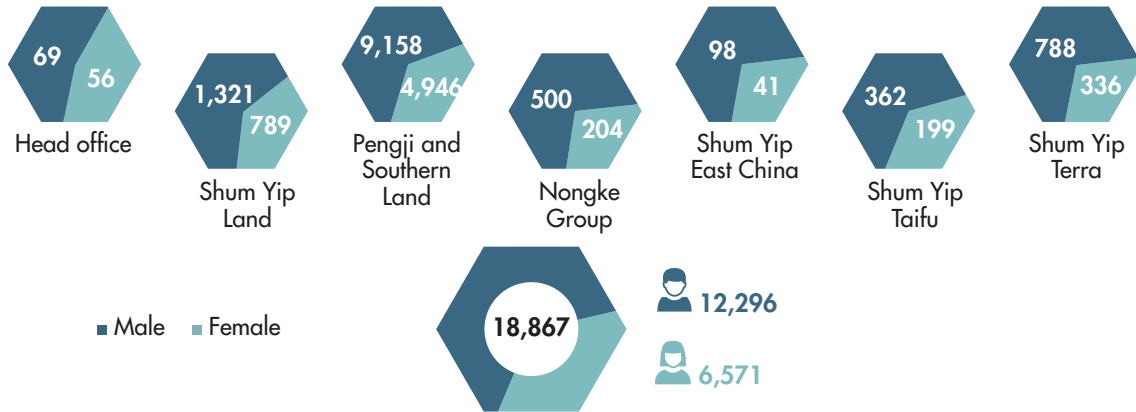 69
56
Head office
1,321
789
Shum Yip
Land
9,158
4,946
Pengji and
Southern
Land
500
204
Nongke
Group
98
41
Shum Yip
East China
362
199
Shum Yip
Taifu
788
336
Shum Yip
Terra
Male
Female
18,867
12,296
6,571